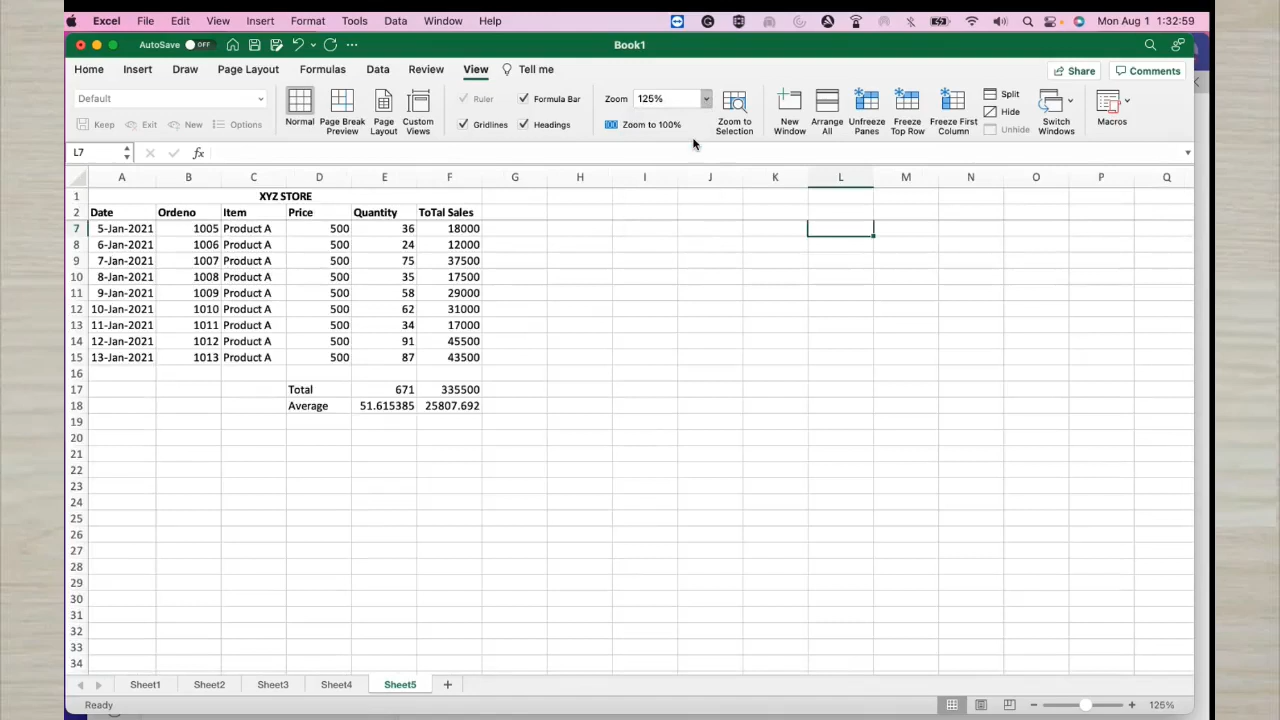 Excel File Edit View Insert Format Tools Data Window Help Mon Aug 1 1:32:59
AutoSave OFF Book1
Home Insert Draw Page Layout Formulas Data Review View Tell me Share Comments
Default Ruler Formula Bar Zoom 125% Split
Keep Exit New Options Gridlines Headings Zoom to 100% Hide Unhide
Normal Page Break Preview Page Layout Custom Views Zoom to Selection New Window Arrange All Unfreeze Panes Freeze Top Row Freeze First Column Switch Windows Macros
L7 fx
A B C D E F G H I J K L M N O P Q
1 XYZ STORE
2 Date Ordeno Item Price Quantity ToTal Sales
7 5-Jan-2021 1005 Product A 500 36 18000
8 6-Jan-2021 1006 Product A 500 24 12000
9 7-Jan-2021 1007 Product A 500 75 37500
10 8-Jan-2021 1008 Product A 500 35 17500
11 9-Jan-2021 1009 Product A 500 58 29000
12 10-Jan-2021 1010 Product A 500 62 31000
13 11-Jan-2021 1011 Product A 500 34 17000
14 12-Jan-2021 1012 Product A 500 91 45500
15 13-Jan-2021 1013 Product A 500 87 43500
16
17 Total 671 335500
18 Average 51.615385 25807.692
19
20
21
22
23
24
25
26
27
28
29
30
31
32
33
34
Sheet1 Sheet2 Sheet3 Sheet4 Sheet5
Ready 125%